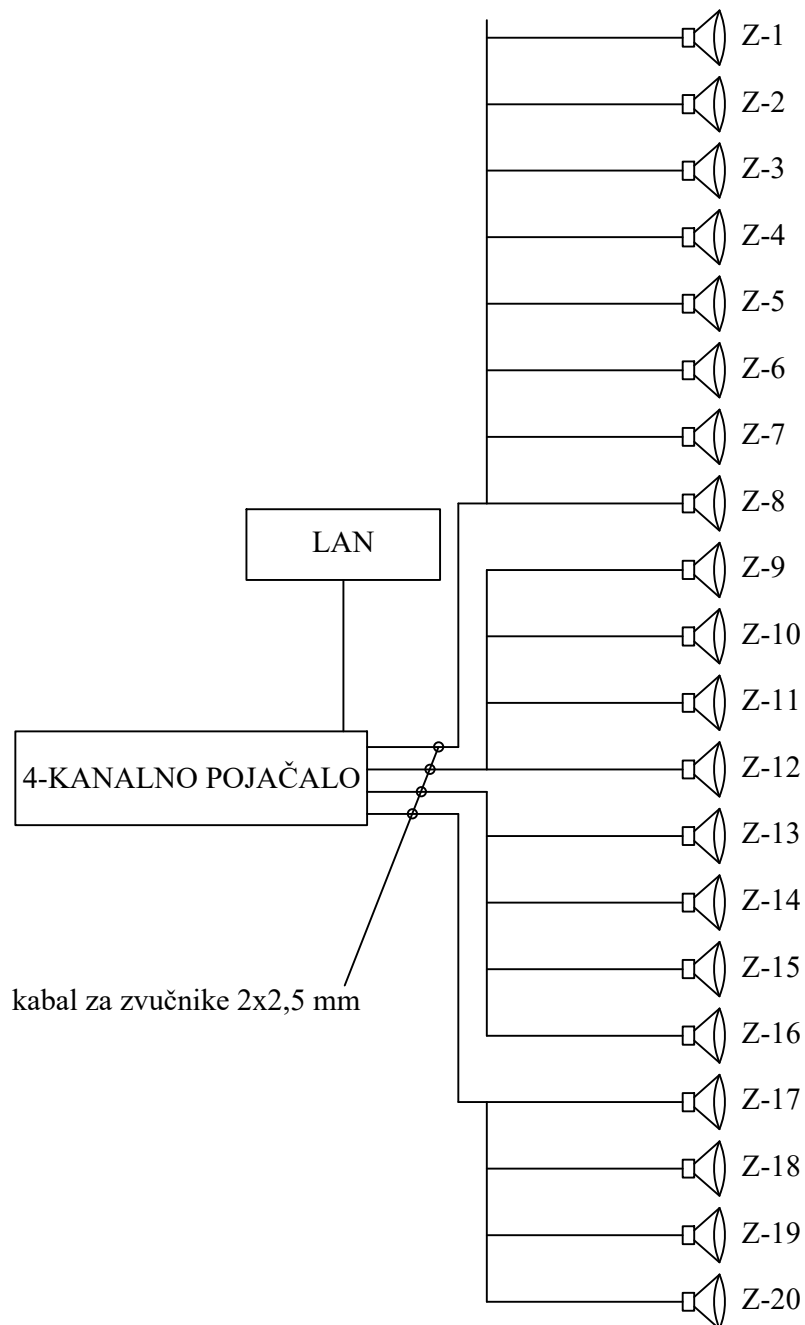 Z-1
Z-2
Z-3
Z-4
Z-5
Z-6
Z-7
Z-8
LAN
Z-9
Z-10
Z-11
4-KANALNO POJAČALO
Z-12
Z-13
Z-14
Z-15
kabal za zvučnike 2x2,5 mm
Z-16
Z-17
Z-18
Z-19
Z-20